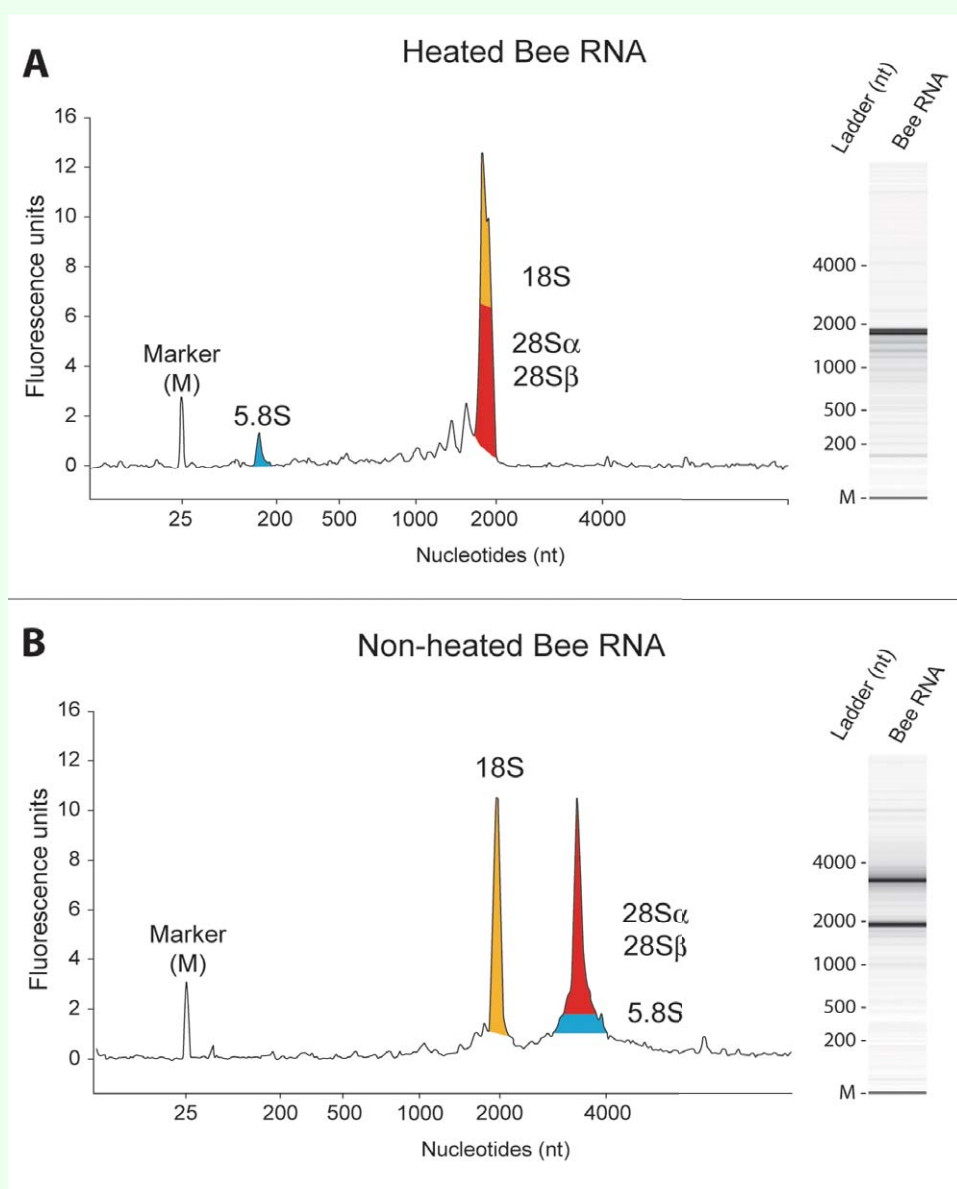 A
Heated Bee RNA
Ladder (nt)
Bee RNA
Fluorescence units
16
14
12
10
8
6
4
2
0
Marker
(M)
5.8S
18S
28Sα
28Sβ
25
200
500
1000
2000
4000
Nucleotides (nt)
4000 -
2000 -
1000 -
500 -
200 -
M -
B
Non-heated Bee RNA
Ladder (nt)
Bee RNA
Fluorescence units
16
14
12
10
8
6
4
2
0
Marker
(M)
18S
28Sα
28Sβ
5.8S
25
200
500
1000
2000
4000
Nucleotides (nt)
4000 -
2000 -
1000 -
500 -
200 -
M -